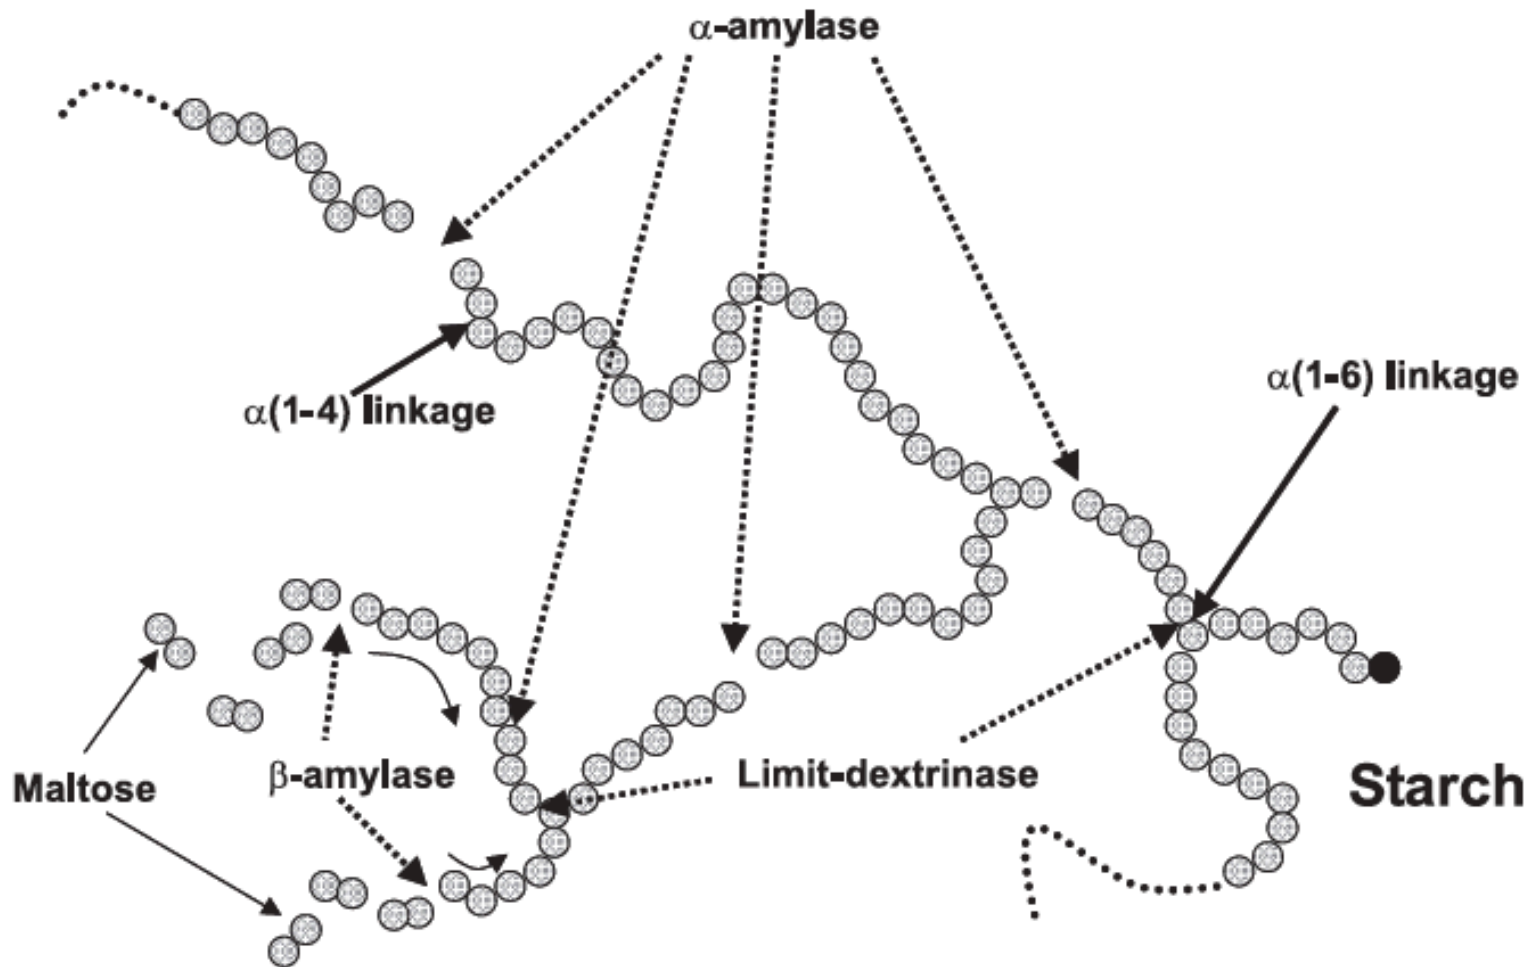 α-amylase
α(1-4) linkage
α(1-6) linkage
Maltose
β-amylase
Limit-dextrinase
Starch